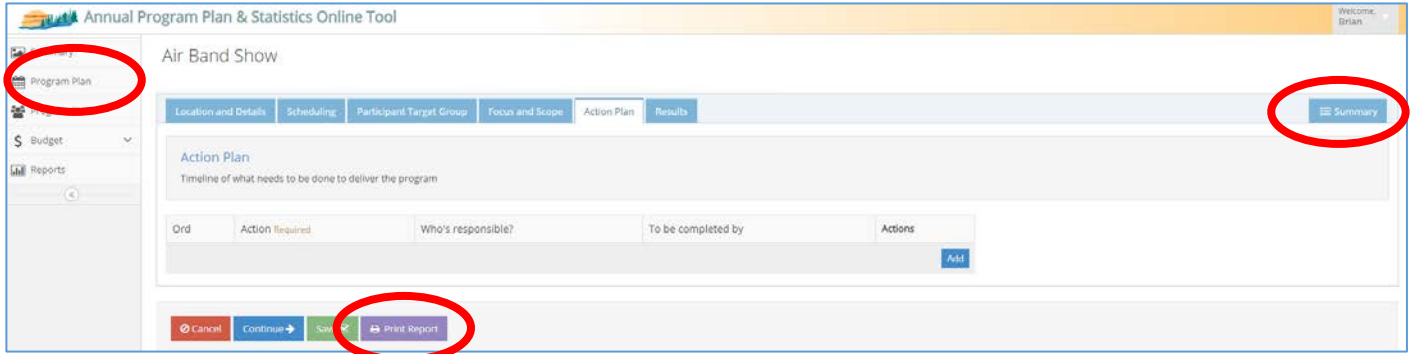 Annual Program Plan & Statistics Online Tool
Welcome,
Brian
Program Plan
$ Budget
Reports
Air Band Show
Location and Details Scheduling Participant Target Group Focus and Scope Action Plan Results Summary
Action Plan
Timeline of what needs to be done to deliver the program
Ord Action Required Who's responsible? To be completed by Actions
Add
Cancel Continue Print Report